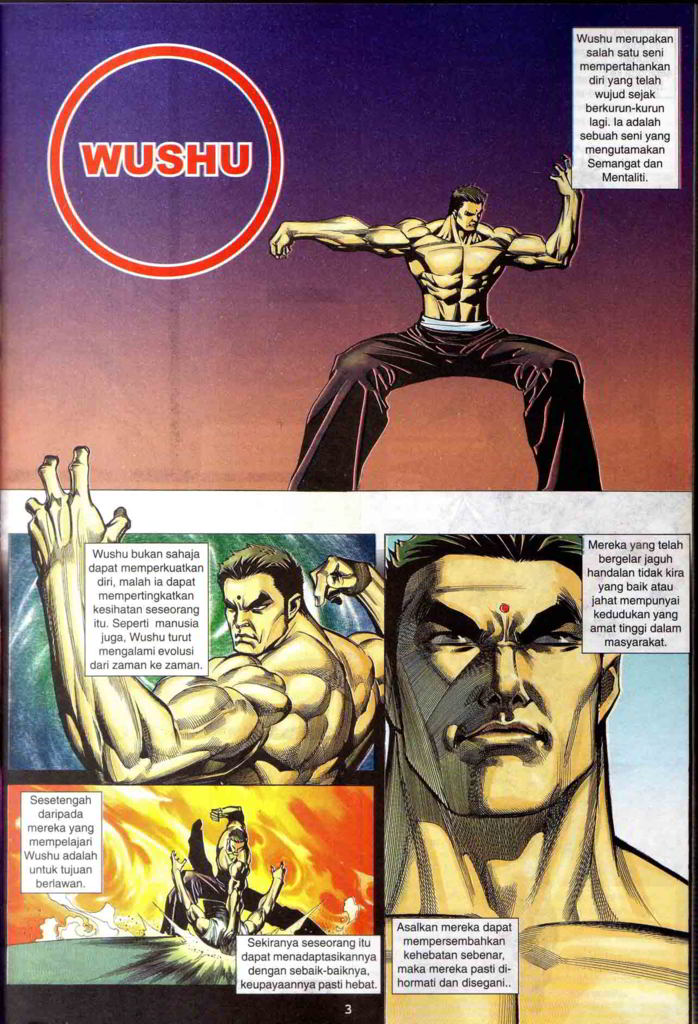 WUSHU
Wushu merupakan
salah satu seni
mempertahankan
diri yang telah
wujud sejak
berkurun-kurun
lagi. Ia adalah
sebuah seni yang
mengutamakan
Semangat dan
Mentaliti.
Wushu bukan sahaja
dapat memperkuatkan
diri, malah ia dapat
mempertingkatkan
kesihatan seseorang
itu. Seperti manusia
juga, Wushu turut
mengalami evolusi
dari zaman ke zaman.
Mereka yang telah
bergelar jaguh
handalan tidak kira
yang baik atau
jahat mempunyai
kedudukan yang
amat tinggi dalam
masyarakat.
Sesetengah
daripada
mereka yang
mempelajari
Wushu adalah
untuk tujuan
berlawan.
Sekiranya seseorang itu
dapat menadaptasikannya
dengan sebaik-baiknya,
keupayaannya pasti hebat.
Asalkan mereka dapat
mempersembahkan
kehebatan sebenar,
maka mereka pasti di-
hormati dan disegani..
3